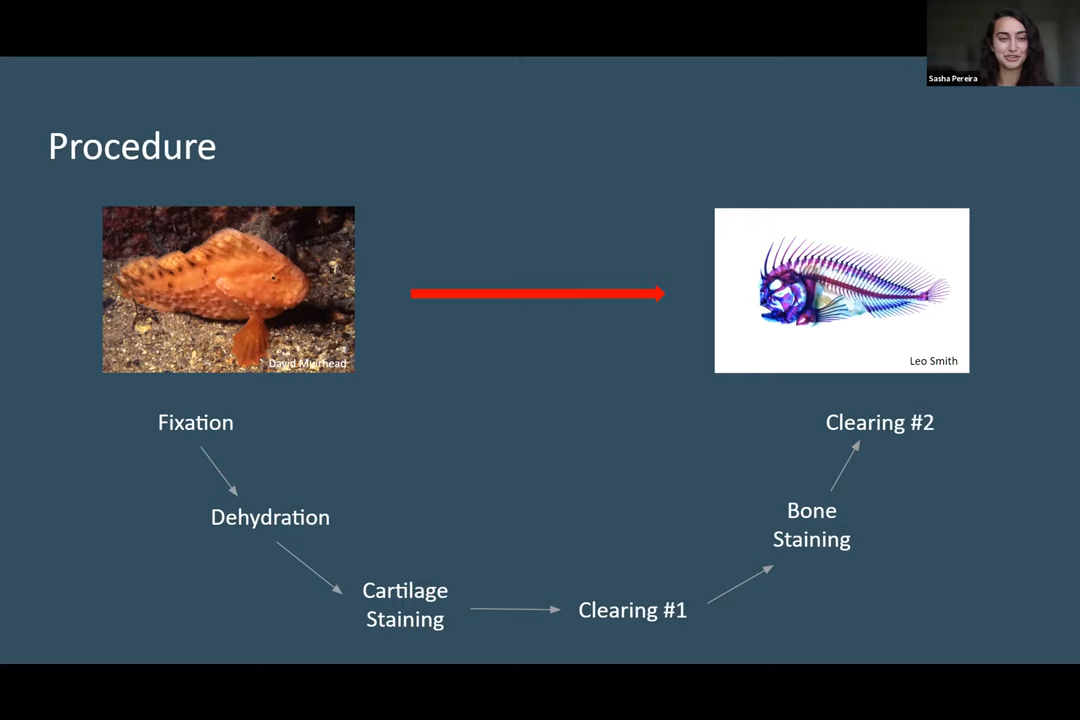 Sasha Pereira
Procedure
David Muirhead
Leo Smith
Fixation
Dehydration
Cartilage
Staining
Clearing #1
Bone
Staining
Clearing #2